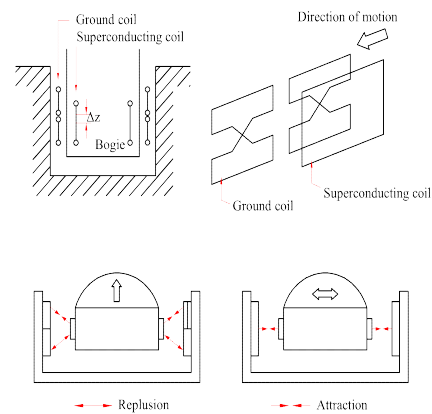 Ground coil
Superconducting coil
Δz
Bogie
Direction of motion
Ground coil
Superconducting coil
Replusion
Attraction